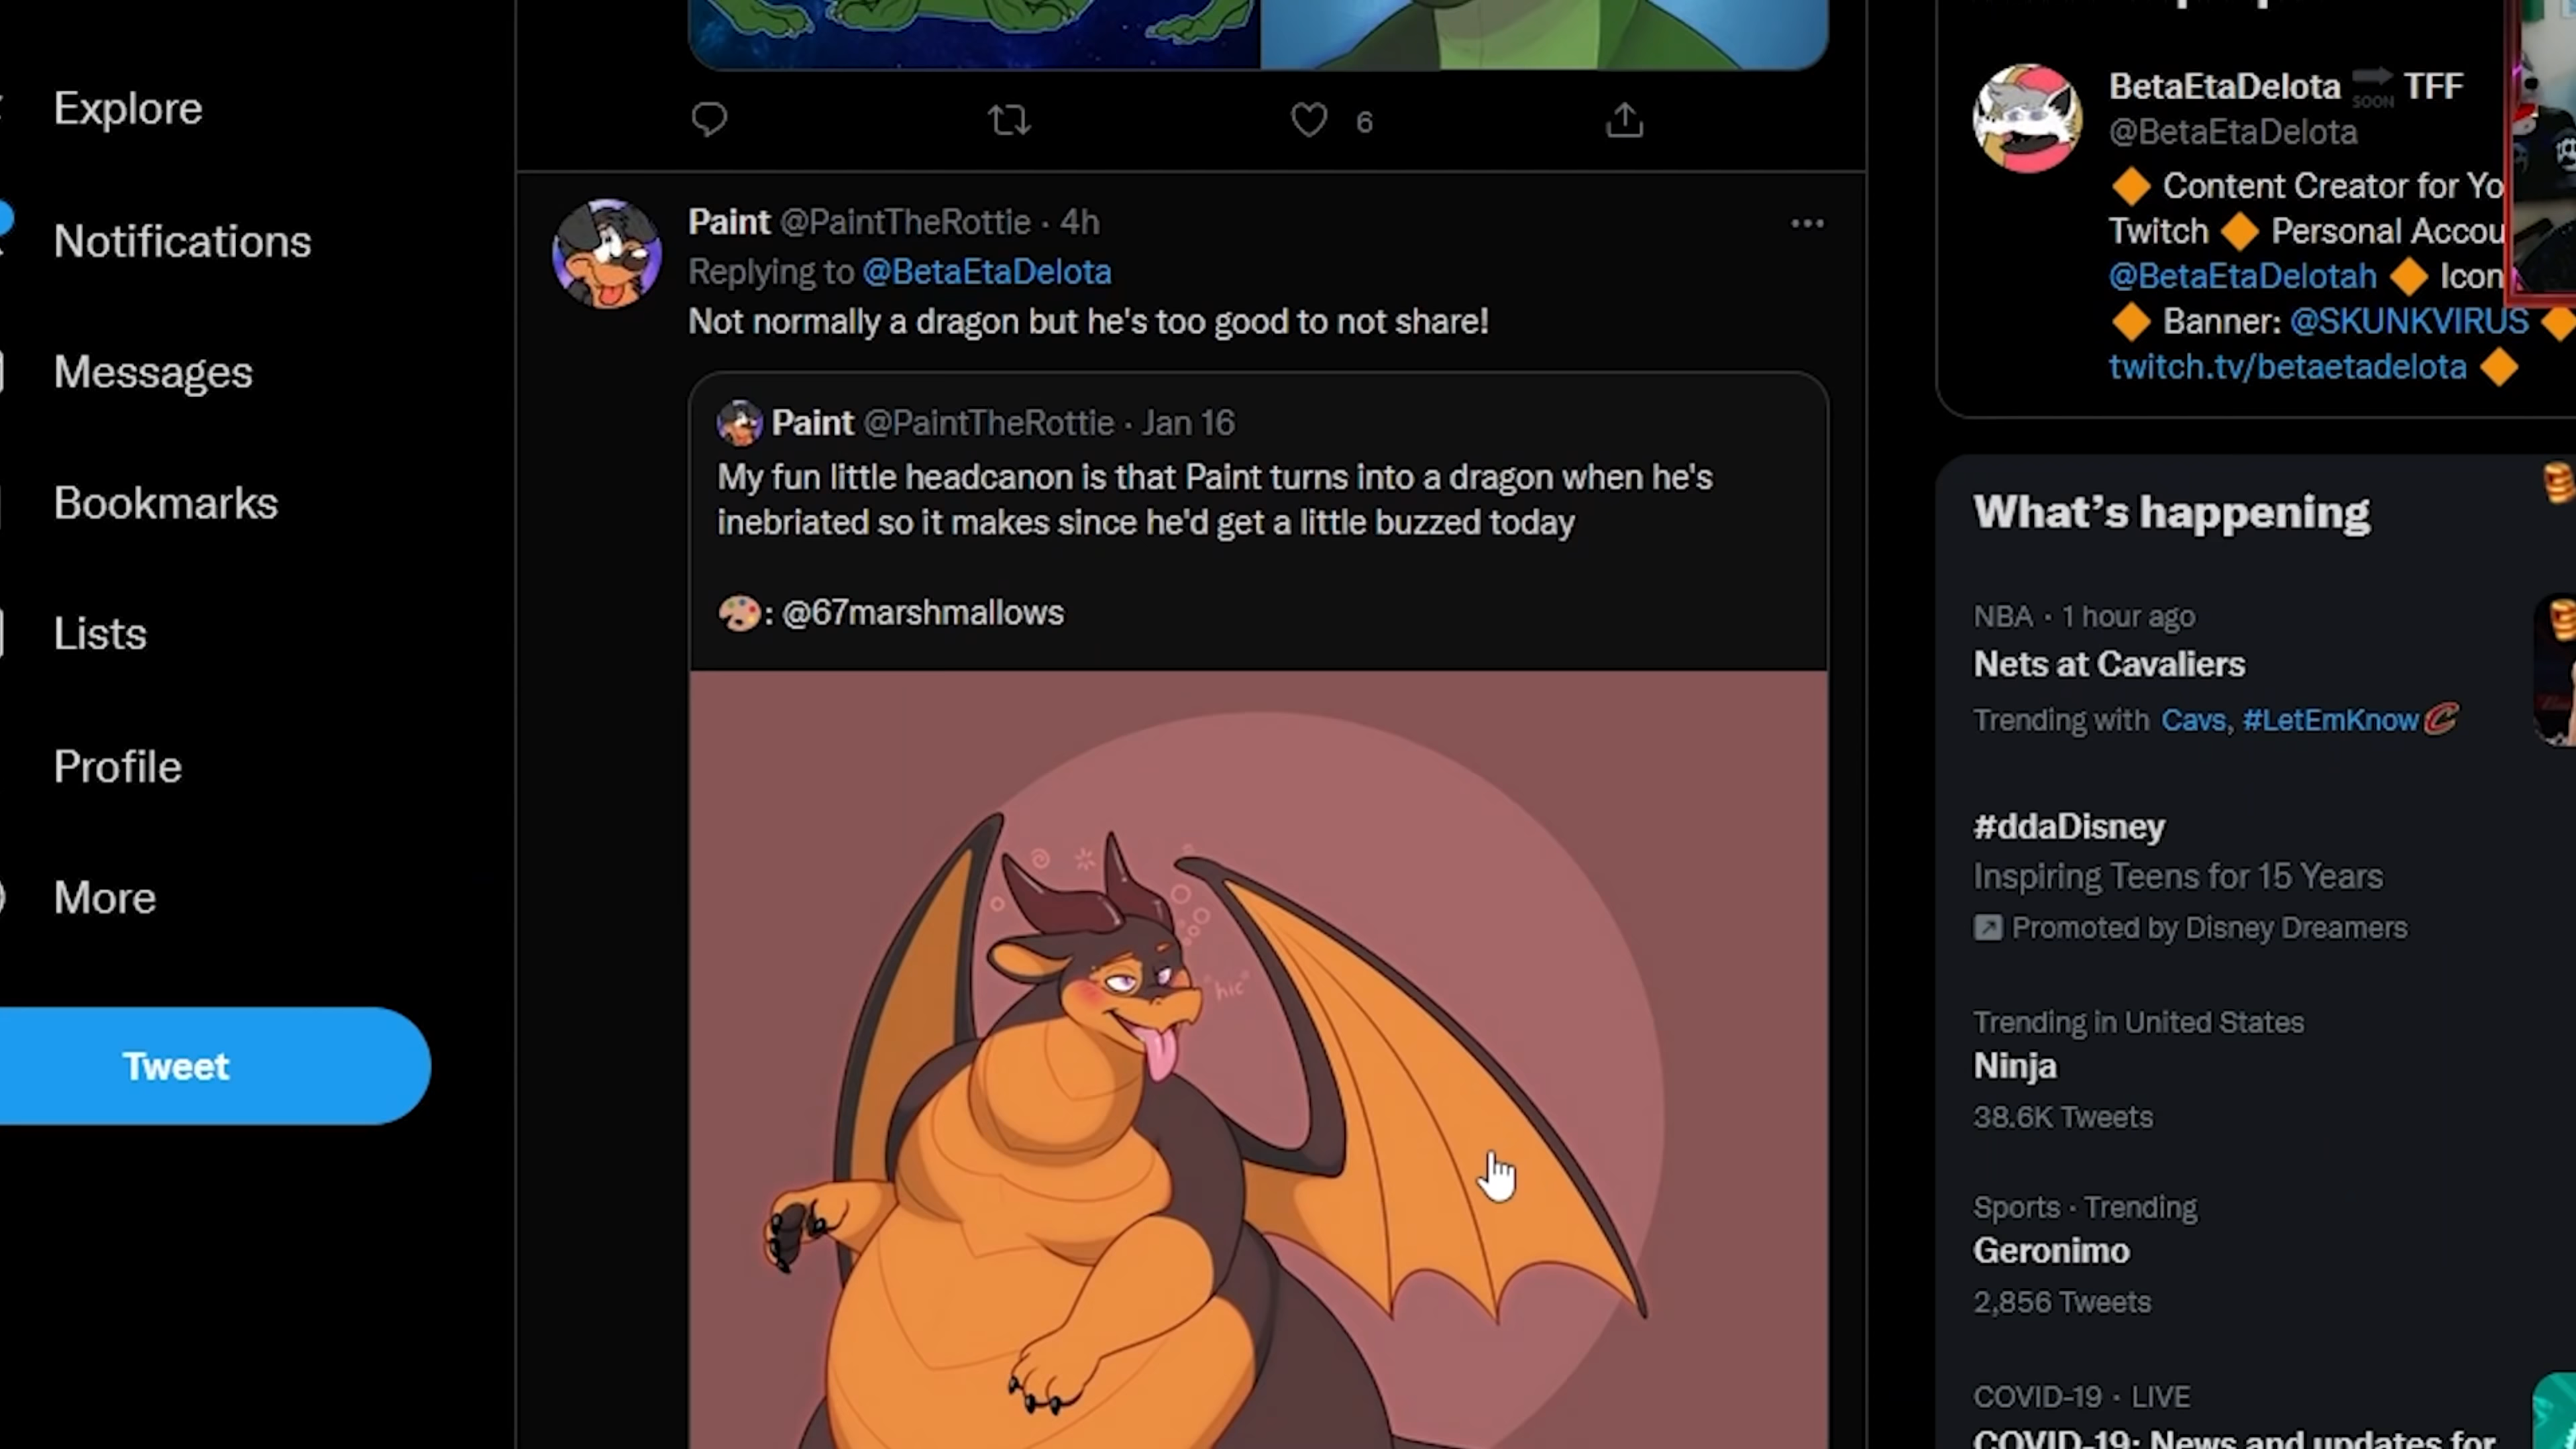 Explore
Notifications
Messages
Bookmarks
Lists
Profile
More
Tweet
6
Paint @PaintTheRottie · 4h
Replying to @BetaEtaDelota
Not normally a dragon but he's too good to not share!
Paint @PaintTheRottie · Jan 16
My fun little headcanon is that Paint turns into a dragon when he's
inebriated so it makes since he'd get a little buzzed today
: @67marshmallows
"hic"
BetaEtaDelota SOON TFF
@BetaEtaDelota
Content Creator for Yo
Twitch Personal Accou
@BetaEtaDelotah Icon
Banner: @SKUNKVIRUS
twitch.tv/betaetadelota
What's happening
NBA · 1 hour ago
Nets at Cavaliers
Trending with Cavs, #LetEmKnow
#ddaDisney
Inspiring Teens for 15 Years
Promoted by Disney Dreamers
Trending in United States
Ninja
38.6K Tweets
Sports · Trending
Geronimo
2,856 Tweets
COVID-19 · LIVE
COVID-19: News and updates for